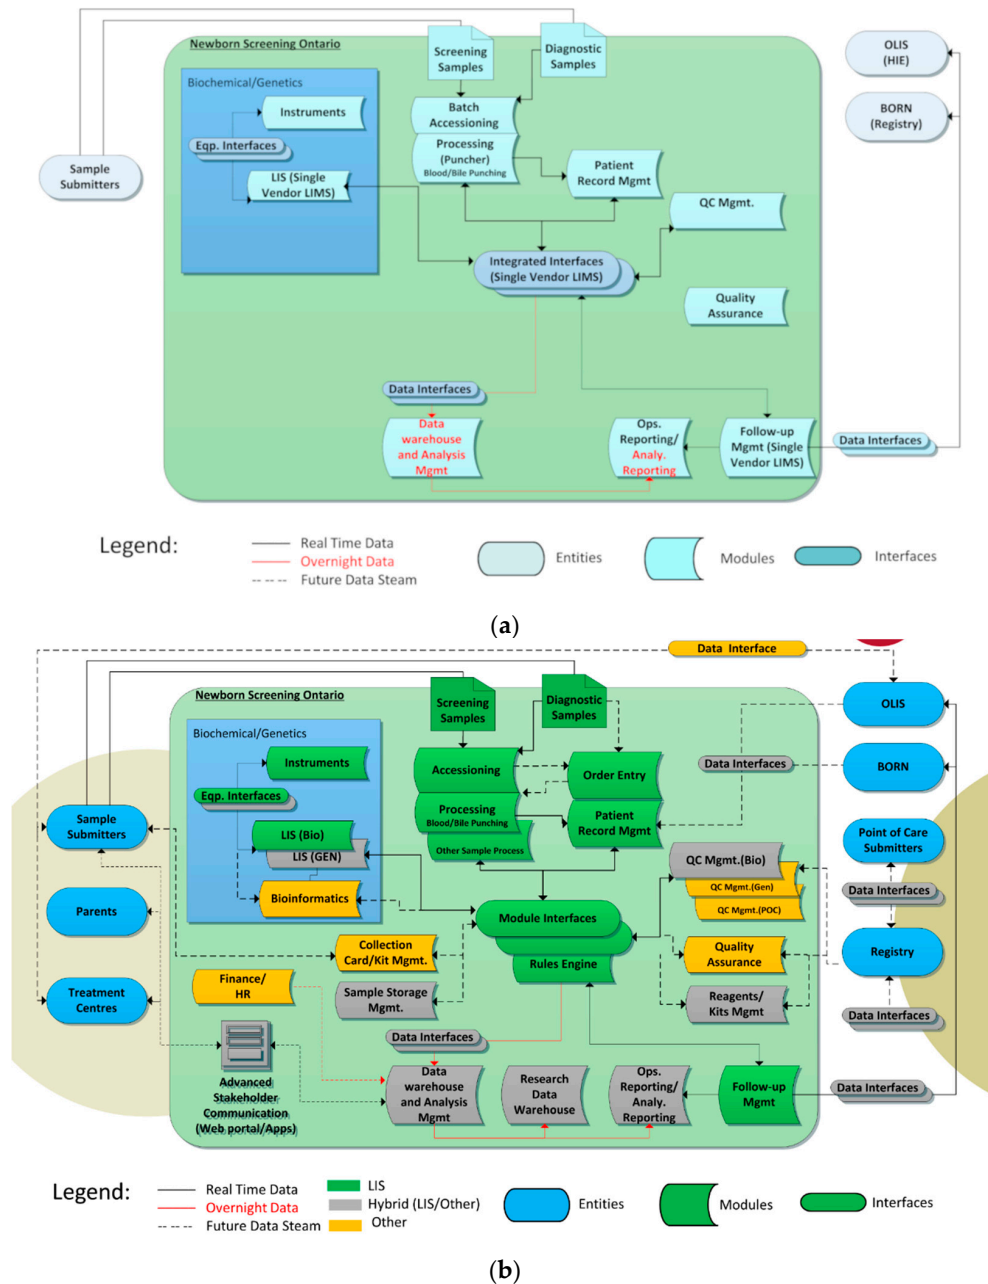 Newborn Screening Ontario
Screening
Samples
Diagnostic
Samples
OLIS
(HIE)
BORN
(Registry)
Biochemical/Genetics
Instruments
Eqp. Interfaces
LIS (Single
Vendor LIMS)
Sample
Submitters
Batch
Accessioning
Processing
(Puncher)
Blood/Bile Punching
Patient
Record Mgmt
QC Mgmt.
Integrated Interfaces
(Single Vendor LIMS)
Quality
Assurance
Data Interfaces
Data
warehouse
and Analysis
Mgmt
Ops.
Reporting/
Analy.
Reporting
Follow-up
Mgmt (Single
Vendor LIMS)
Data Interfaces
Legend:
Real Time Data
Overnight Data
Future Data Steam
Entities
Modules
Interfaces
(a)
Data Interface
Newborn Screening Ontario
Screening
Samples
Diagnostic
Samples
OLIS
BORN
Data Interfaces
Biochemical/Genetics
Instruments
Eqp. Interfaces
LIS (Bio)
LIS (GEN)
Bioinformatics
Accessioning
Order Entry
Processing
Blood/Bile Punching
Other Sample Process
Patient
Record Mgmt
Sample
Submitters
Parents
Treatment
Centres
Point of Care
Submitters
Data Interfaces
Registry
Data Interfaces
QC Mgmt.(Bio)
QC Mgmt.(Gen)
QC Mgmt.(POC)
Module Interfaces
Rules Engine
Collection
Card/Kit Mgmt.
Quality
Assurance
Finance/
HR
Sample Storage
Mgmt.
Reagents/
Kits Mgmt
Data Interfaces
Advanced
Stakeholder
Communication
(Web portal/Apps)
Data
warehouse
and Analysis
Mgmt
Research
Data
Warehouse
Ops.
Reporting/
Analy.
Reporting
Follow-up
Mgmt
Data Interfaces
Legend:
Real Time Data
Overnight Data
Future Data Steam
LIS
Hybrid (LIS/Other)
Other
Entities
Modules
Interfaces
(b)